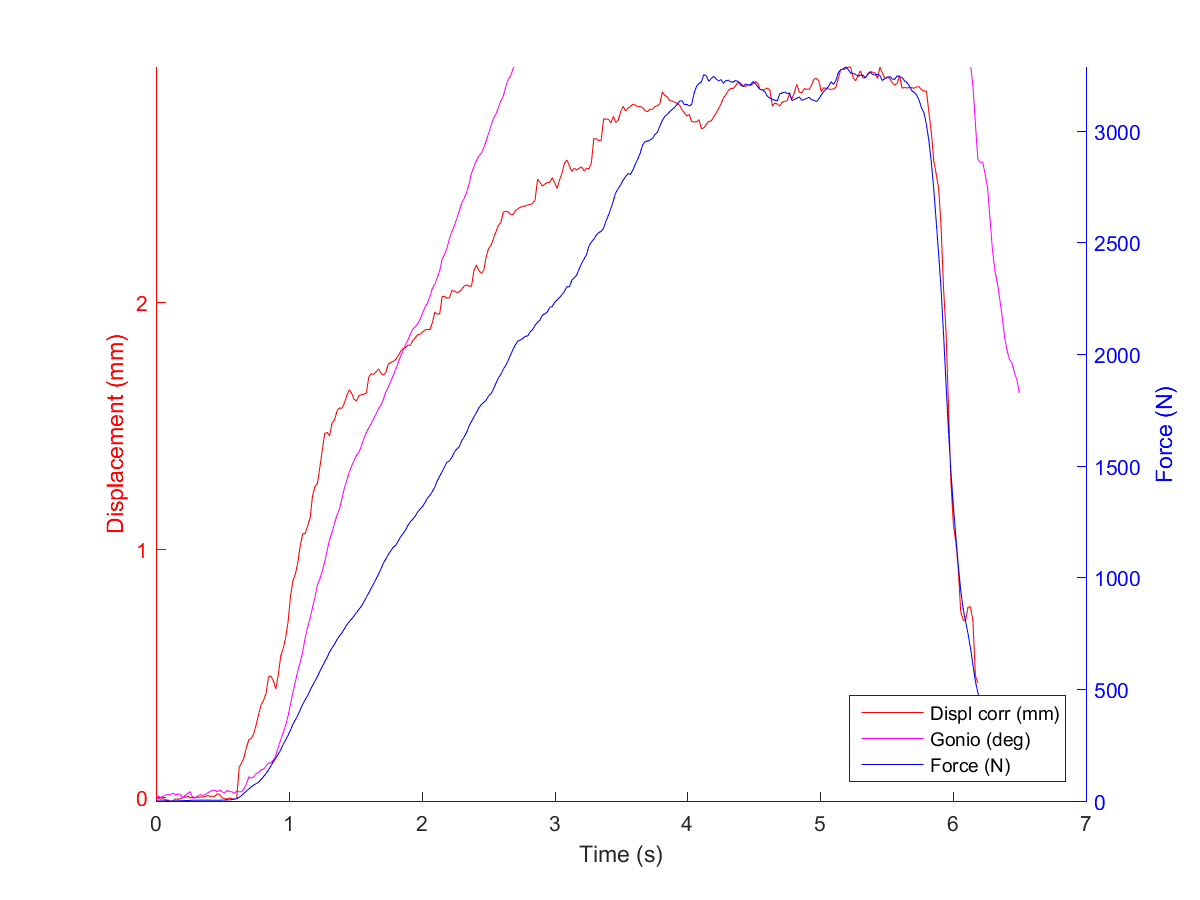 Displacement (mm)
2
1
0
3000
2500
2000
1500
1000
500
0
Force (N)
Displ corr (mm)
Gonio (deg)
Force (N)
0 1 2 3 4 5 6 7
Time (s)